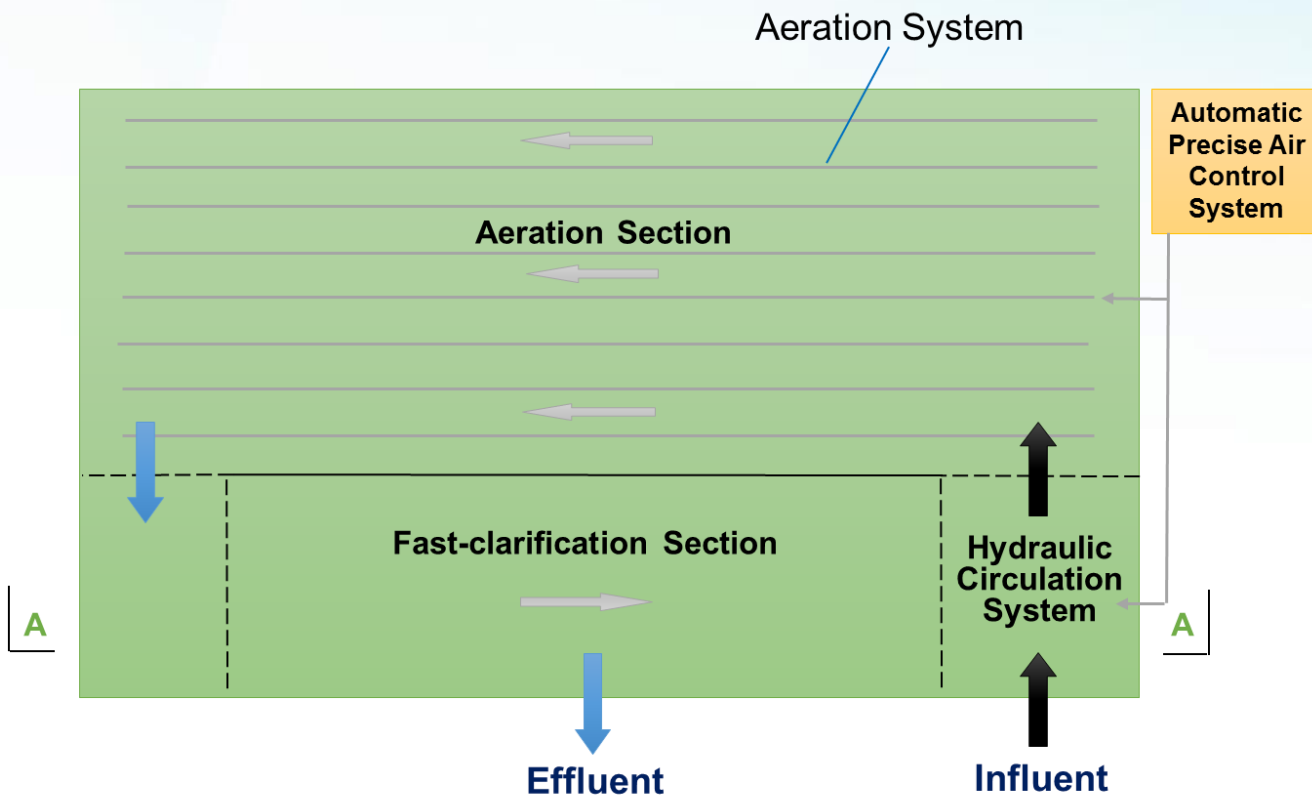 Aeration System
Automatic
Precise Air
Control
System
Aeration Section
Fast-clarification Section
Hydraulic
Circulation
System
A
A
Effluent
Influent